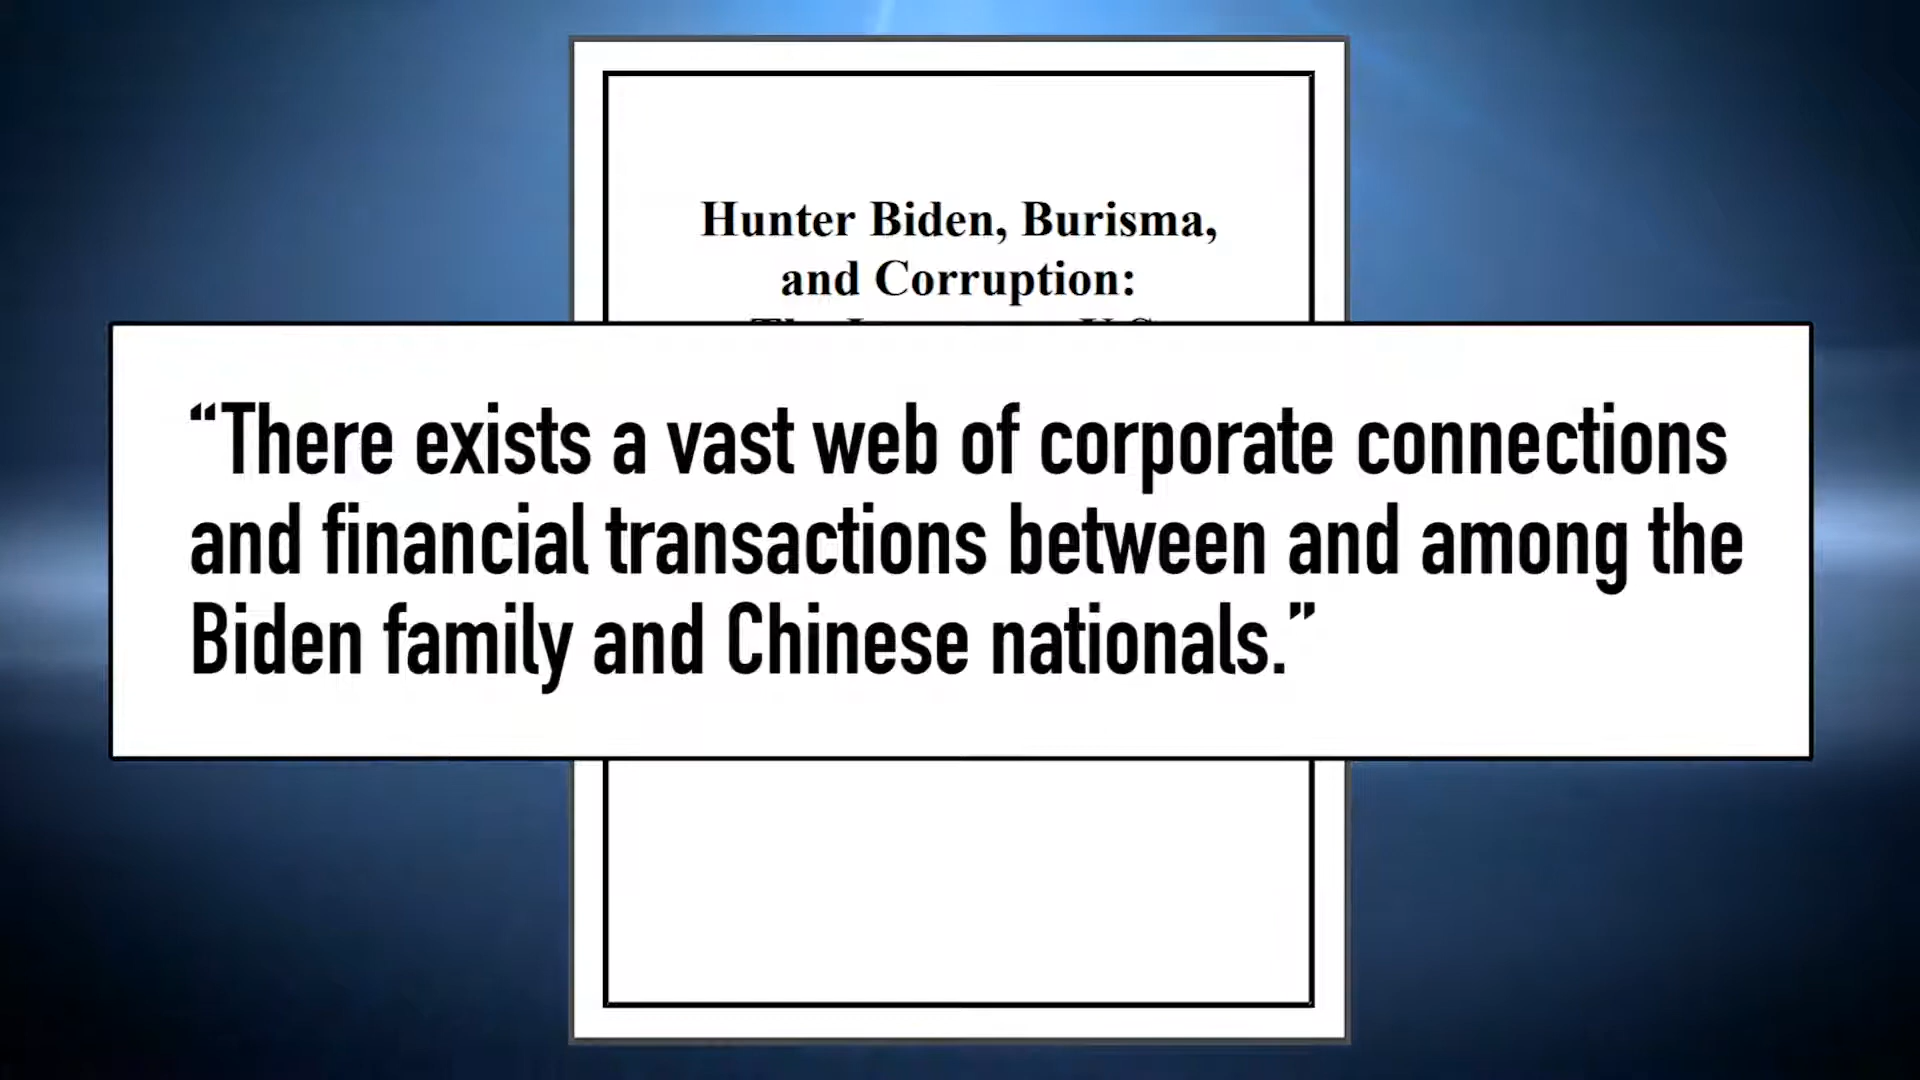 Hunter Biden, Burisma,
and Corruption:
“There exists a vast web of corporate connections
and financial transactions between and among the
Biden family and Chinese nationals.”